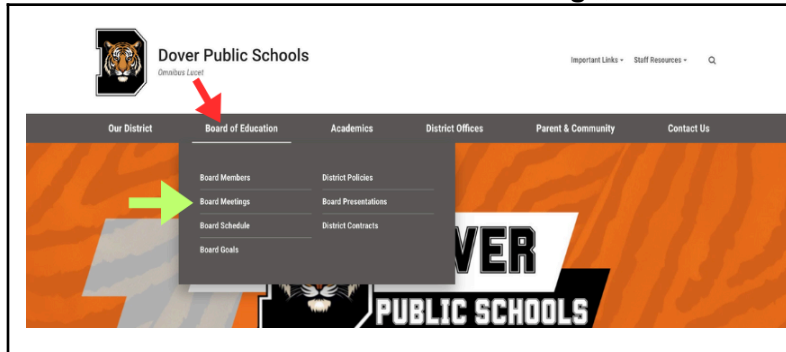 Dover Public Schools
Omnibus Lucet
Important Links Staff Resources
Our District Board of Education Academics District Offices Parent & Community Contact Us
Board Members District Policies
Board Meetings Board Presentations
Board Schedule District Contracts
Board Goals
PUBLIC SCHOOLS